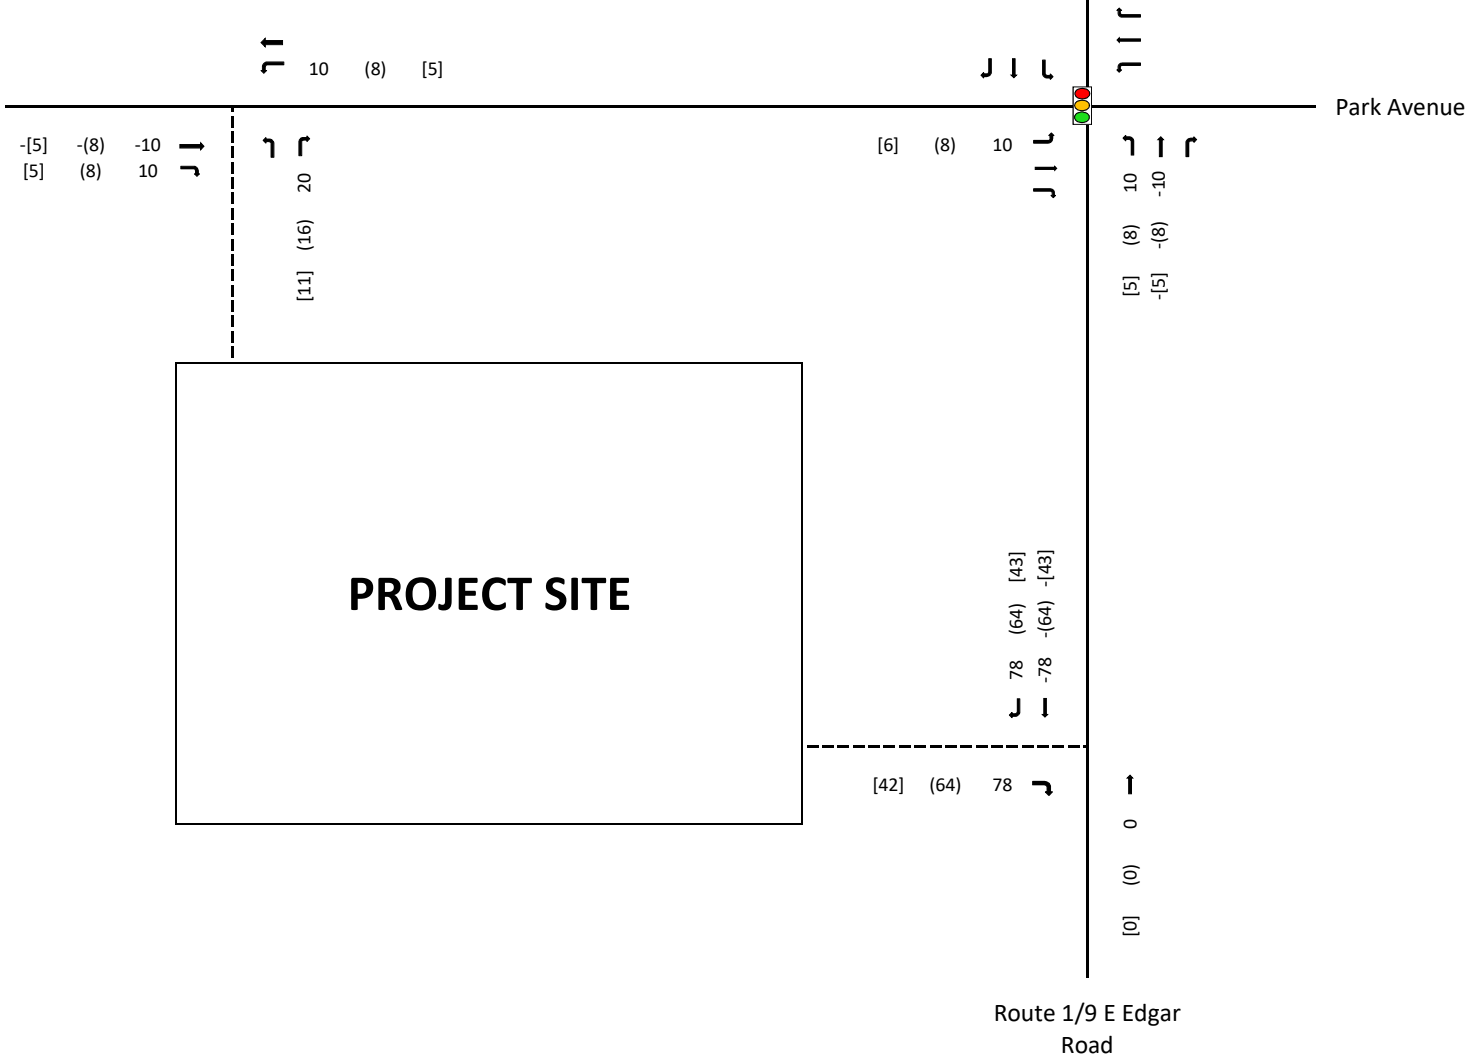 10 (8) [5]
Park Avenue
-[5] -(8) -10
[5] (8) 10
[11] (16) 20
[6] (8) 10
[5] (8) 10
-[5] -(8) -10
PROJECT SITE
78 (64) [43]
-78 -(64) -[43]
[42] (64) 78
[0] (0) 0
Route 1/9 E Edgar
Road